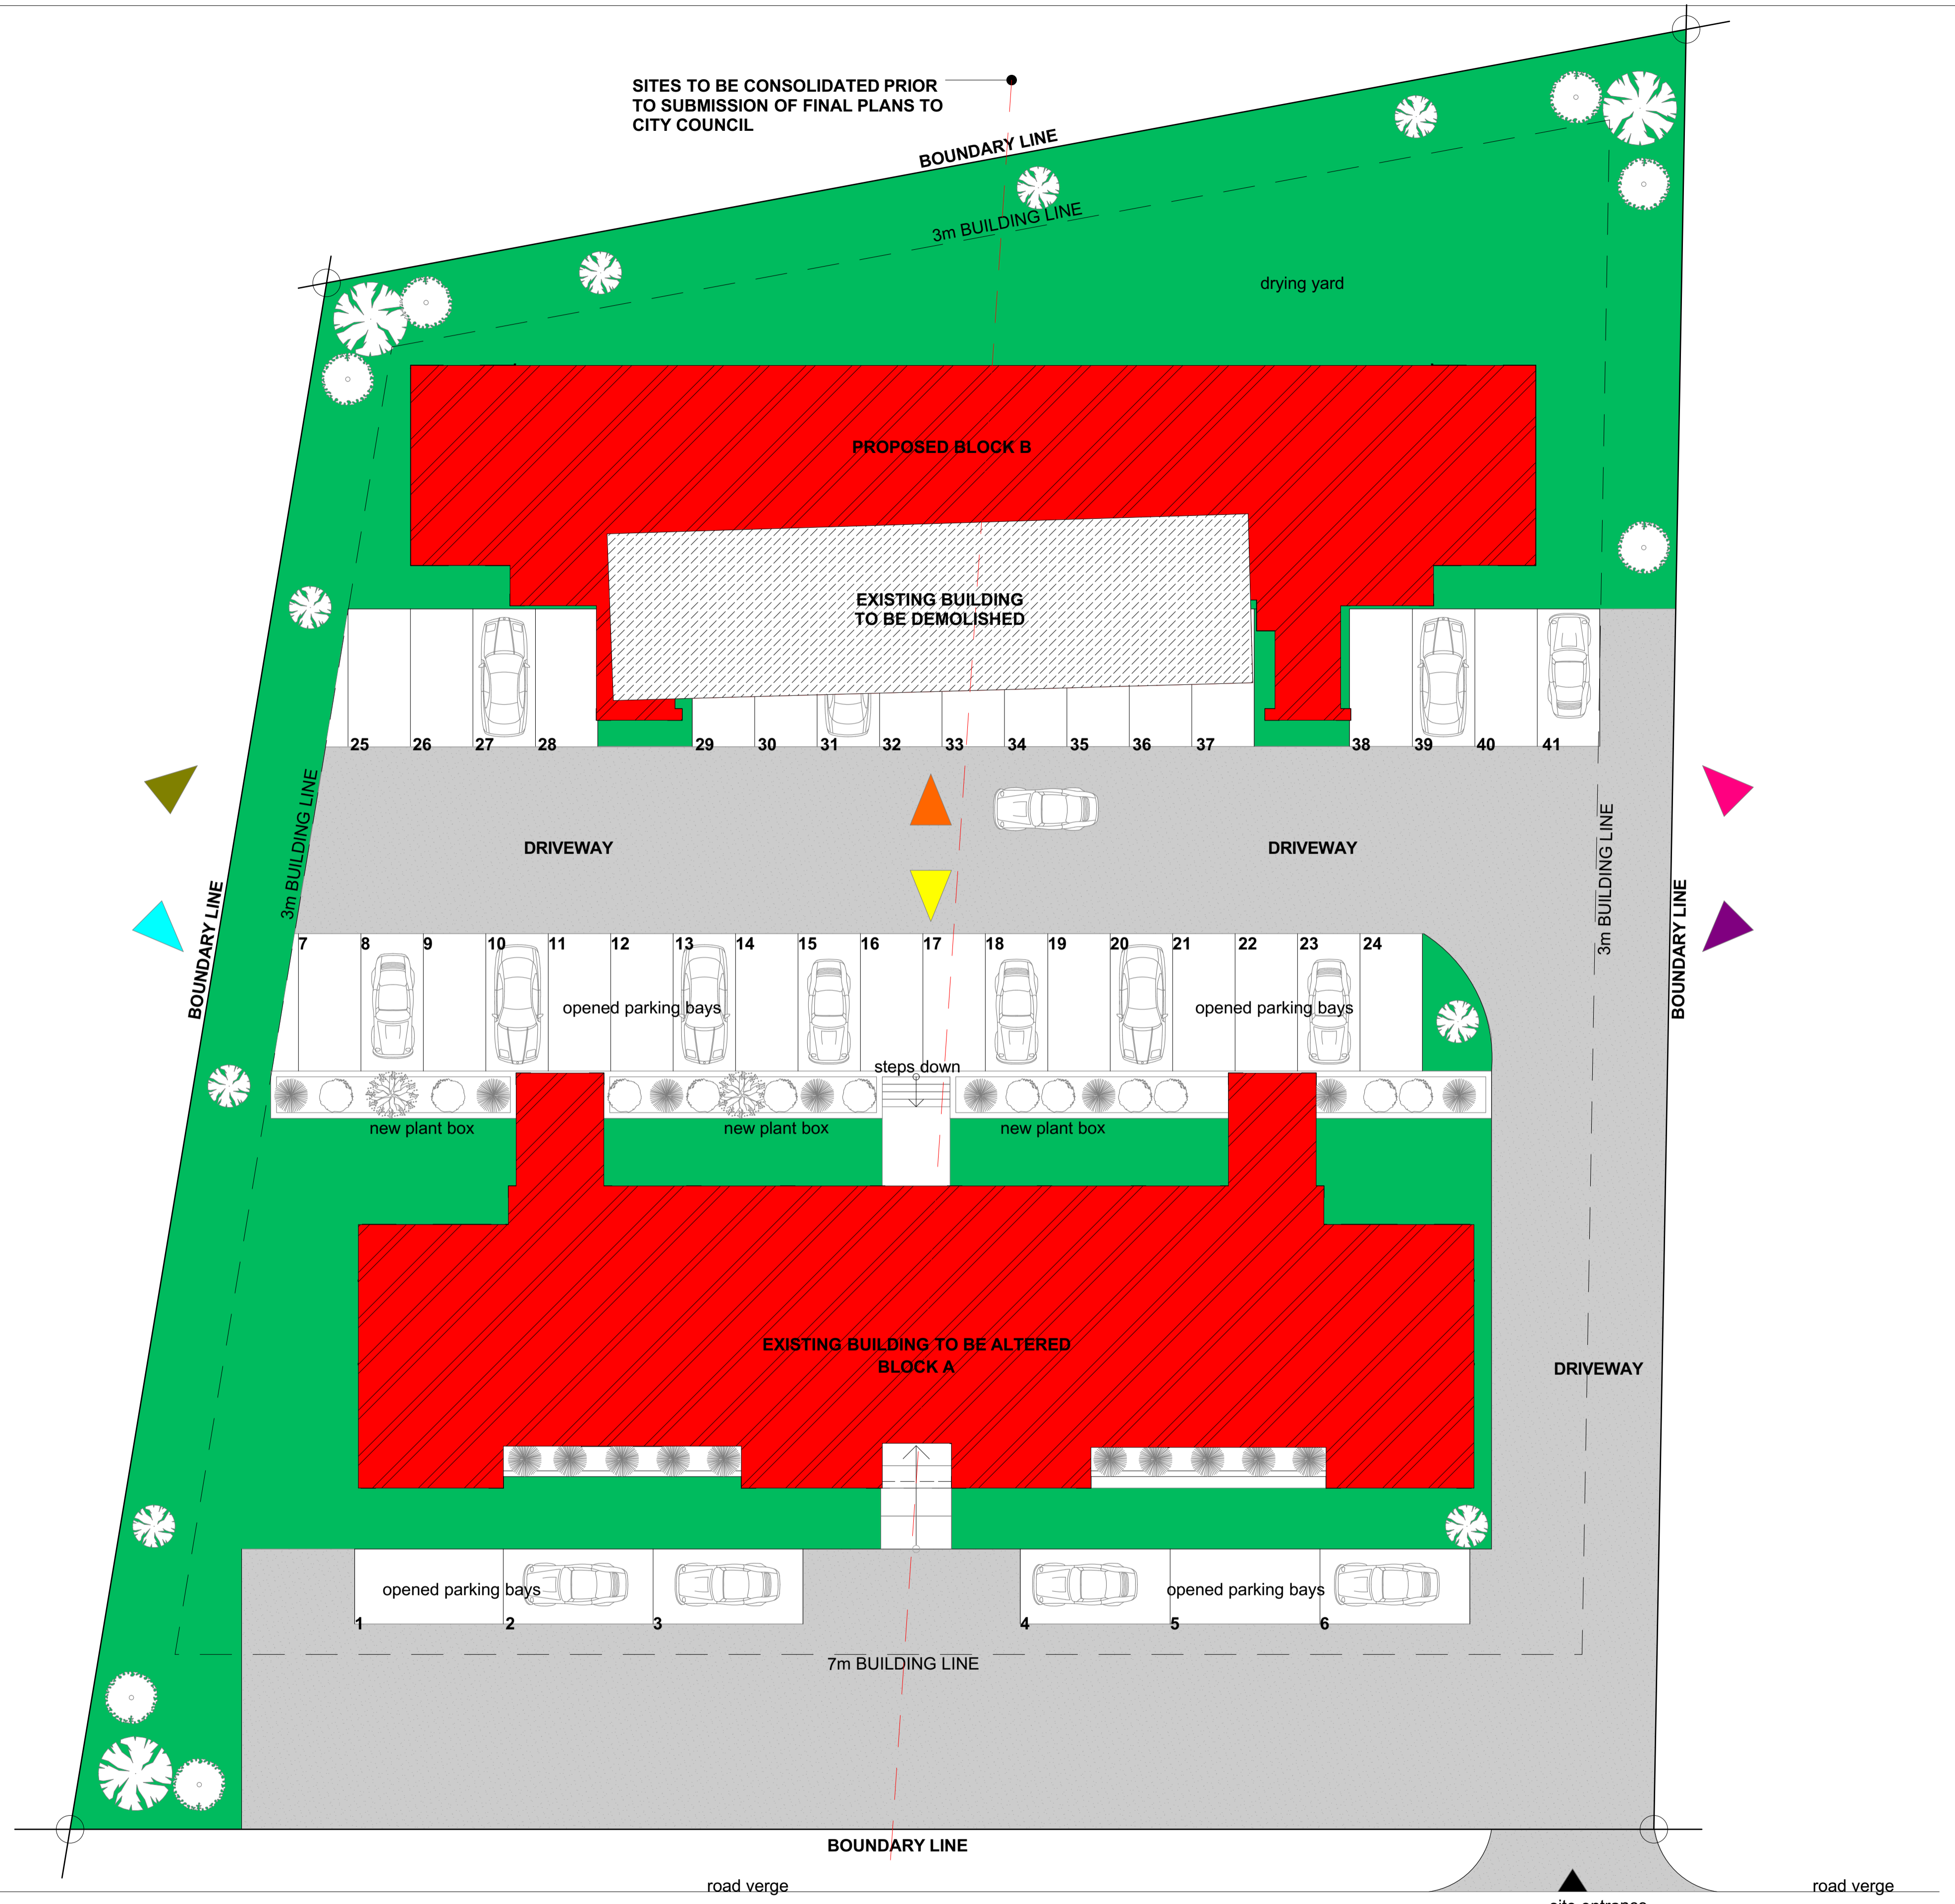 SITES TO BE CONSOLIDATED PRIOR
TO SUBMISSION OF FINAL PLANS TO
CITY COUNCIL
BOUNDARY LINE
3m BUILDING LINE
drying yard
PROPOSED BLOCK B
EXISTING BUILDING
TO BE DEMOLISHED
25 26 27 28 29 30 31 32 33 34 35 36 37 38 39 40 41
3m BUILDING LINE
BOUNDARY LINE
DRIVEWAY
DRIVEWAY
3m BUILDING LINE
BOUNDARY LINE
7 8 9 10 11 12 13 14 15 16 17 18 19 20 21 22 23 24
opened parking bays
opened parking bays
steps down
new plant box
new plant box
new plant box
EXISTING BUILDING TO BE ALTERED
BLOCK A
DRIVEWAY
opened parking bays
opened parking bays
1 2 3 4 5 6
7m BUILDING LINE
BOUNDARY LINE
road verge
road verge
site entrance